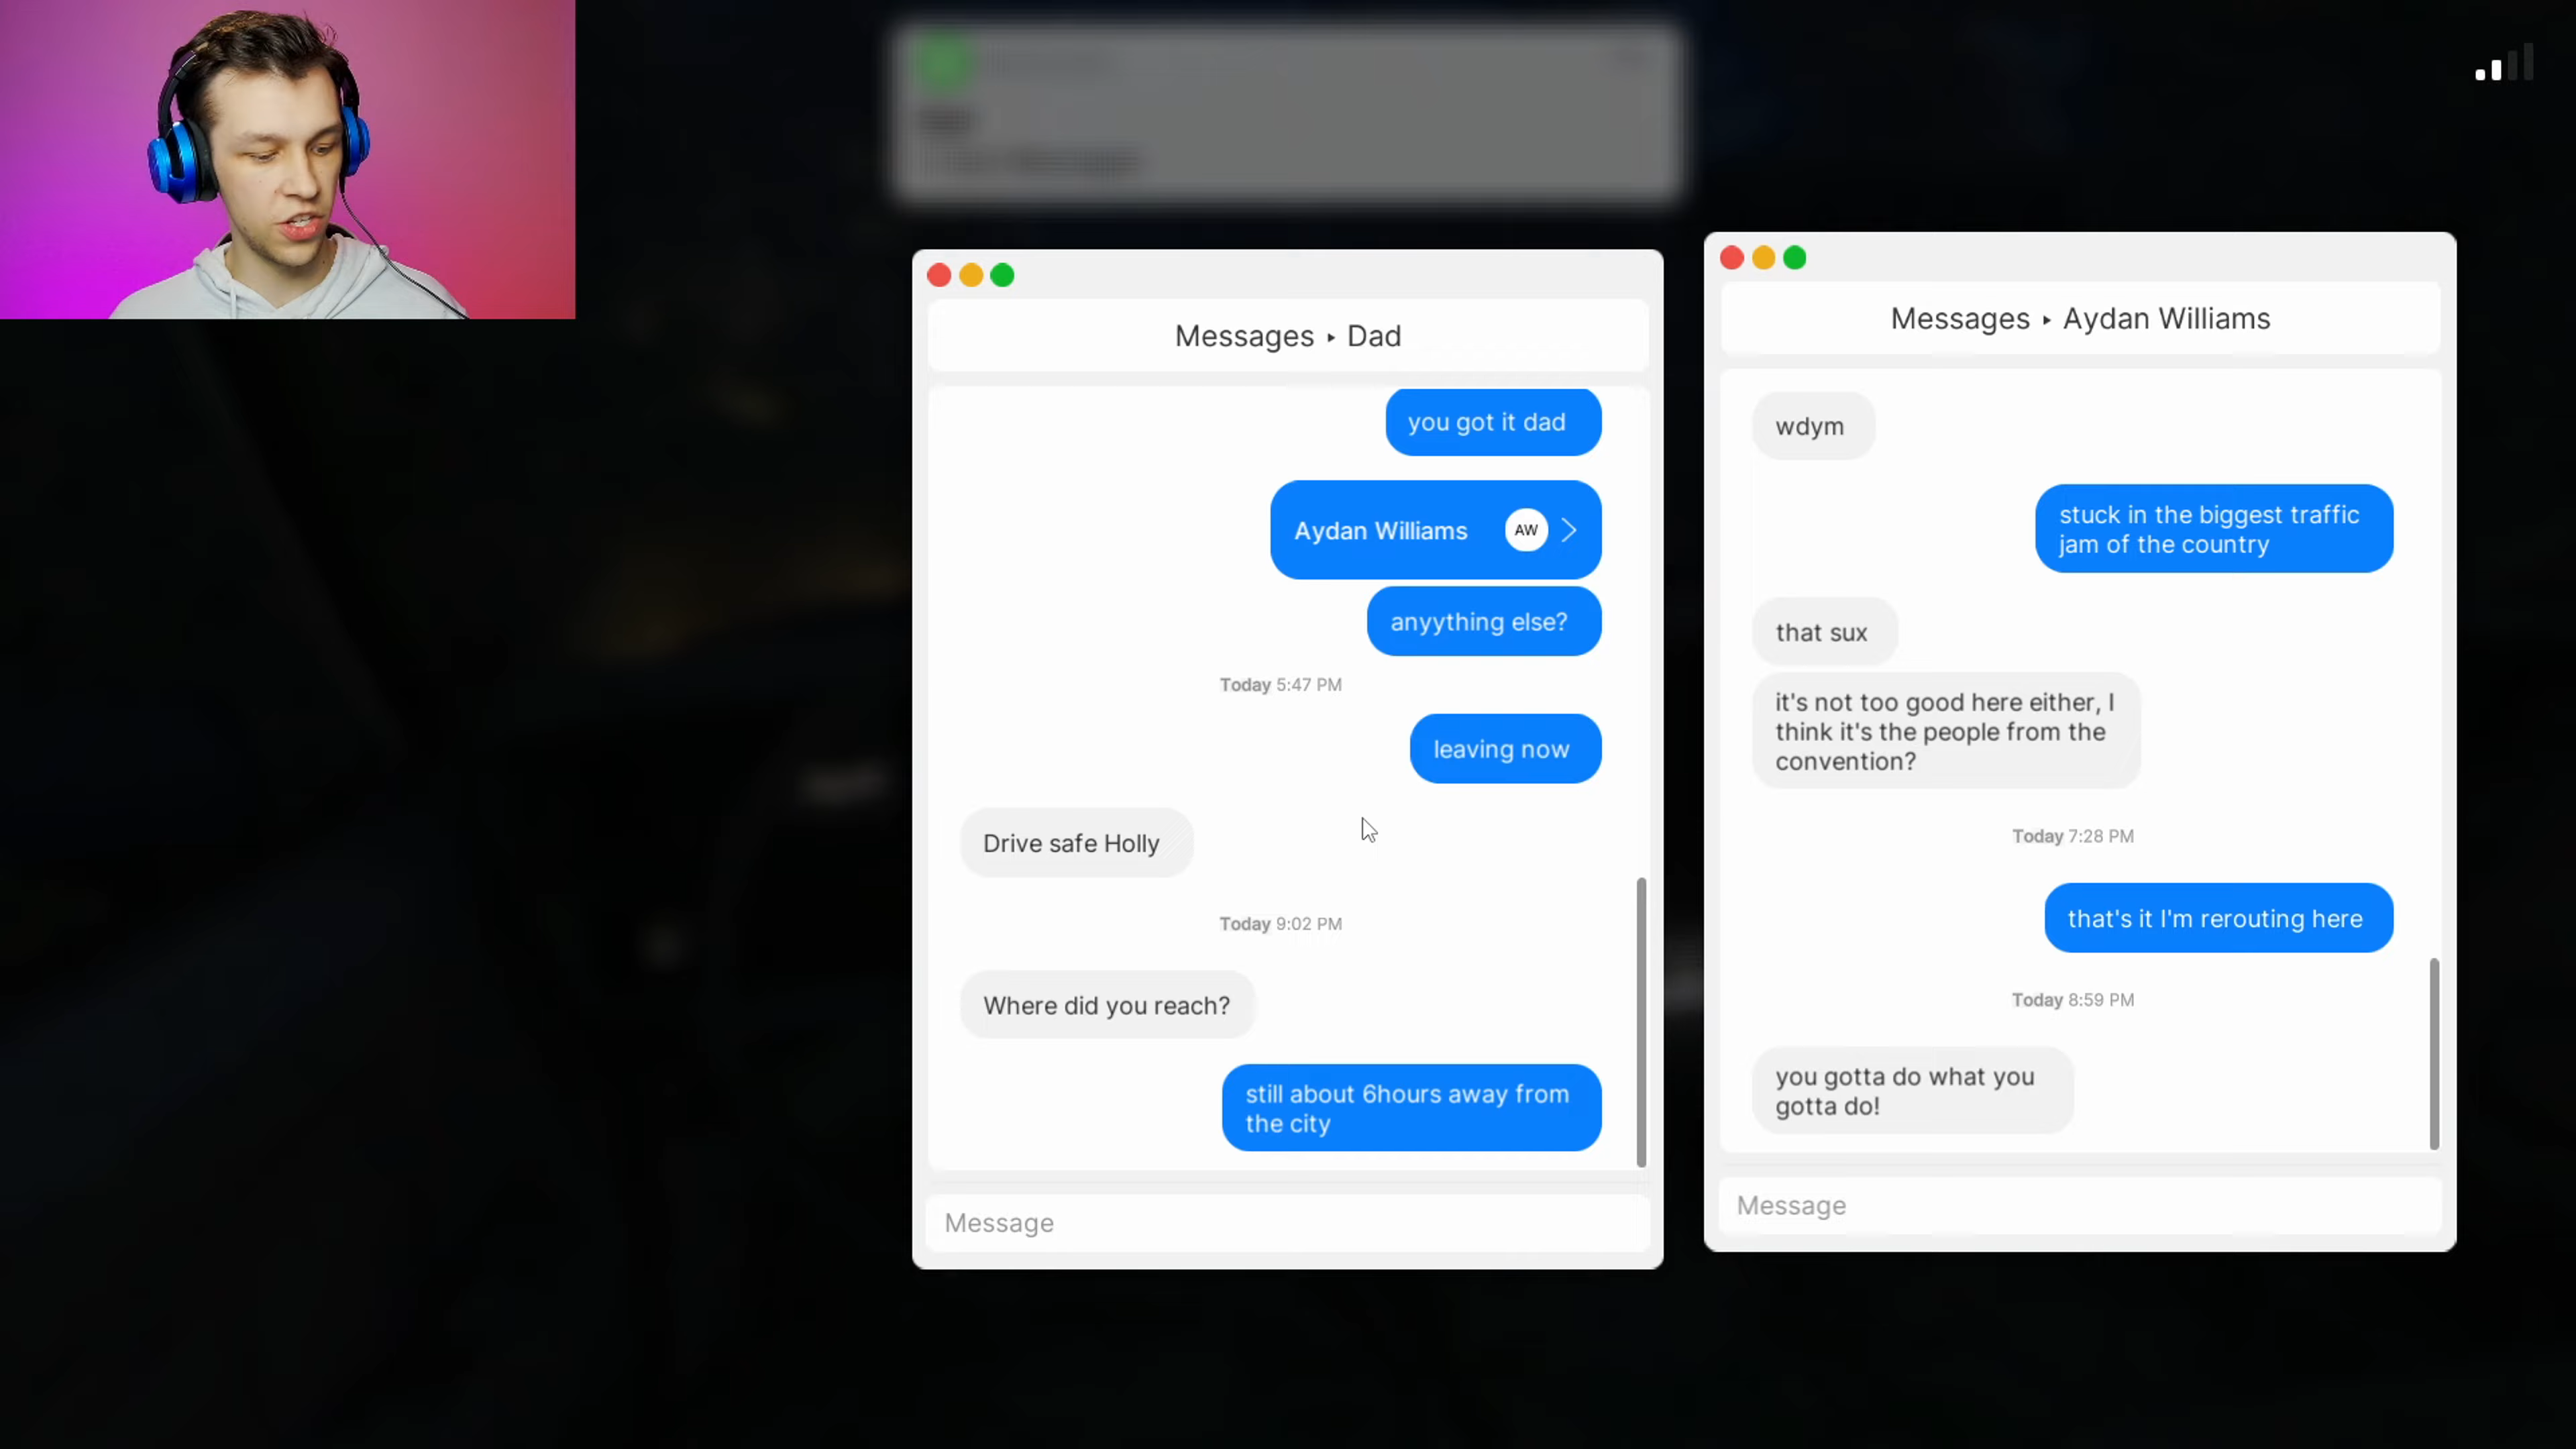 Messages ▸ Dad
you got it dad
Aydan Williams AW
anyything else?
Today 5:47 PM
leaving now
Drive safe Holly
Today 9:02 PM
Where did you reach?
still about 6hours away from
the city
Message
Messages ▸ Aydan Williams
wdym
stuck in the biggest traffic
jam of the country
that sux
it's not too good here either, I
think it's the people from the
convention?
Today 7:28 PM
that's it I'm rerouting here
Today 8:59 PM
you gotta do what you
gotta do!
Message